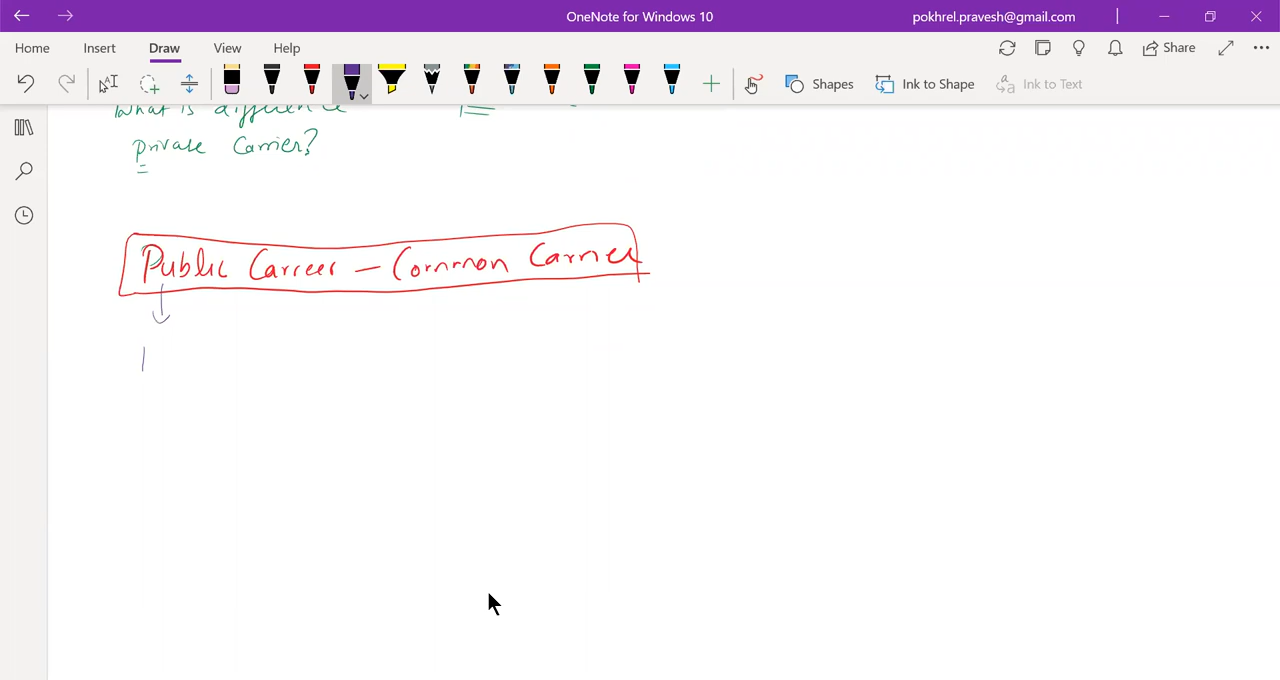 OneNote for Windows 10
pokhrel.pravesh@gmail.com
Home Insert Draw View Help
Share
Shapes Ink to Shape Ink to Text
What is difference
private Carrier?
Public Carreer – Common Carrier